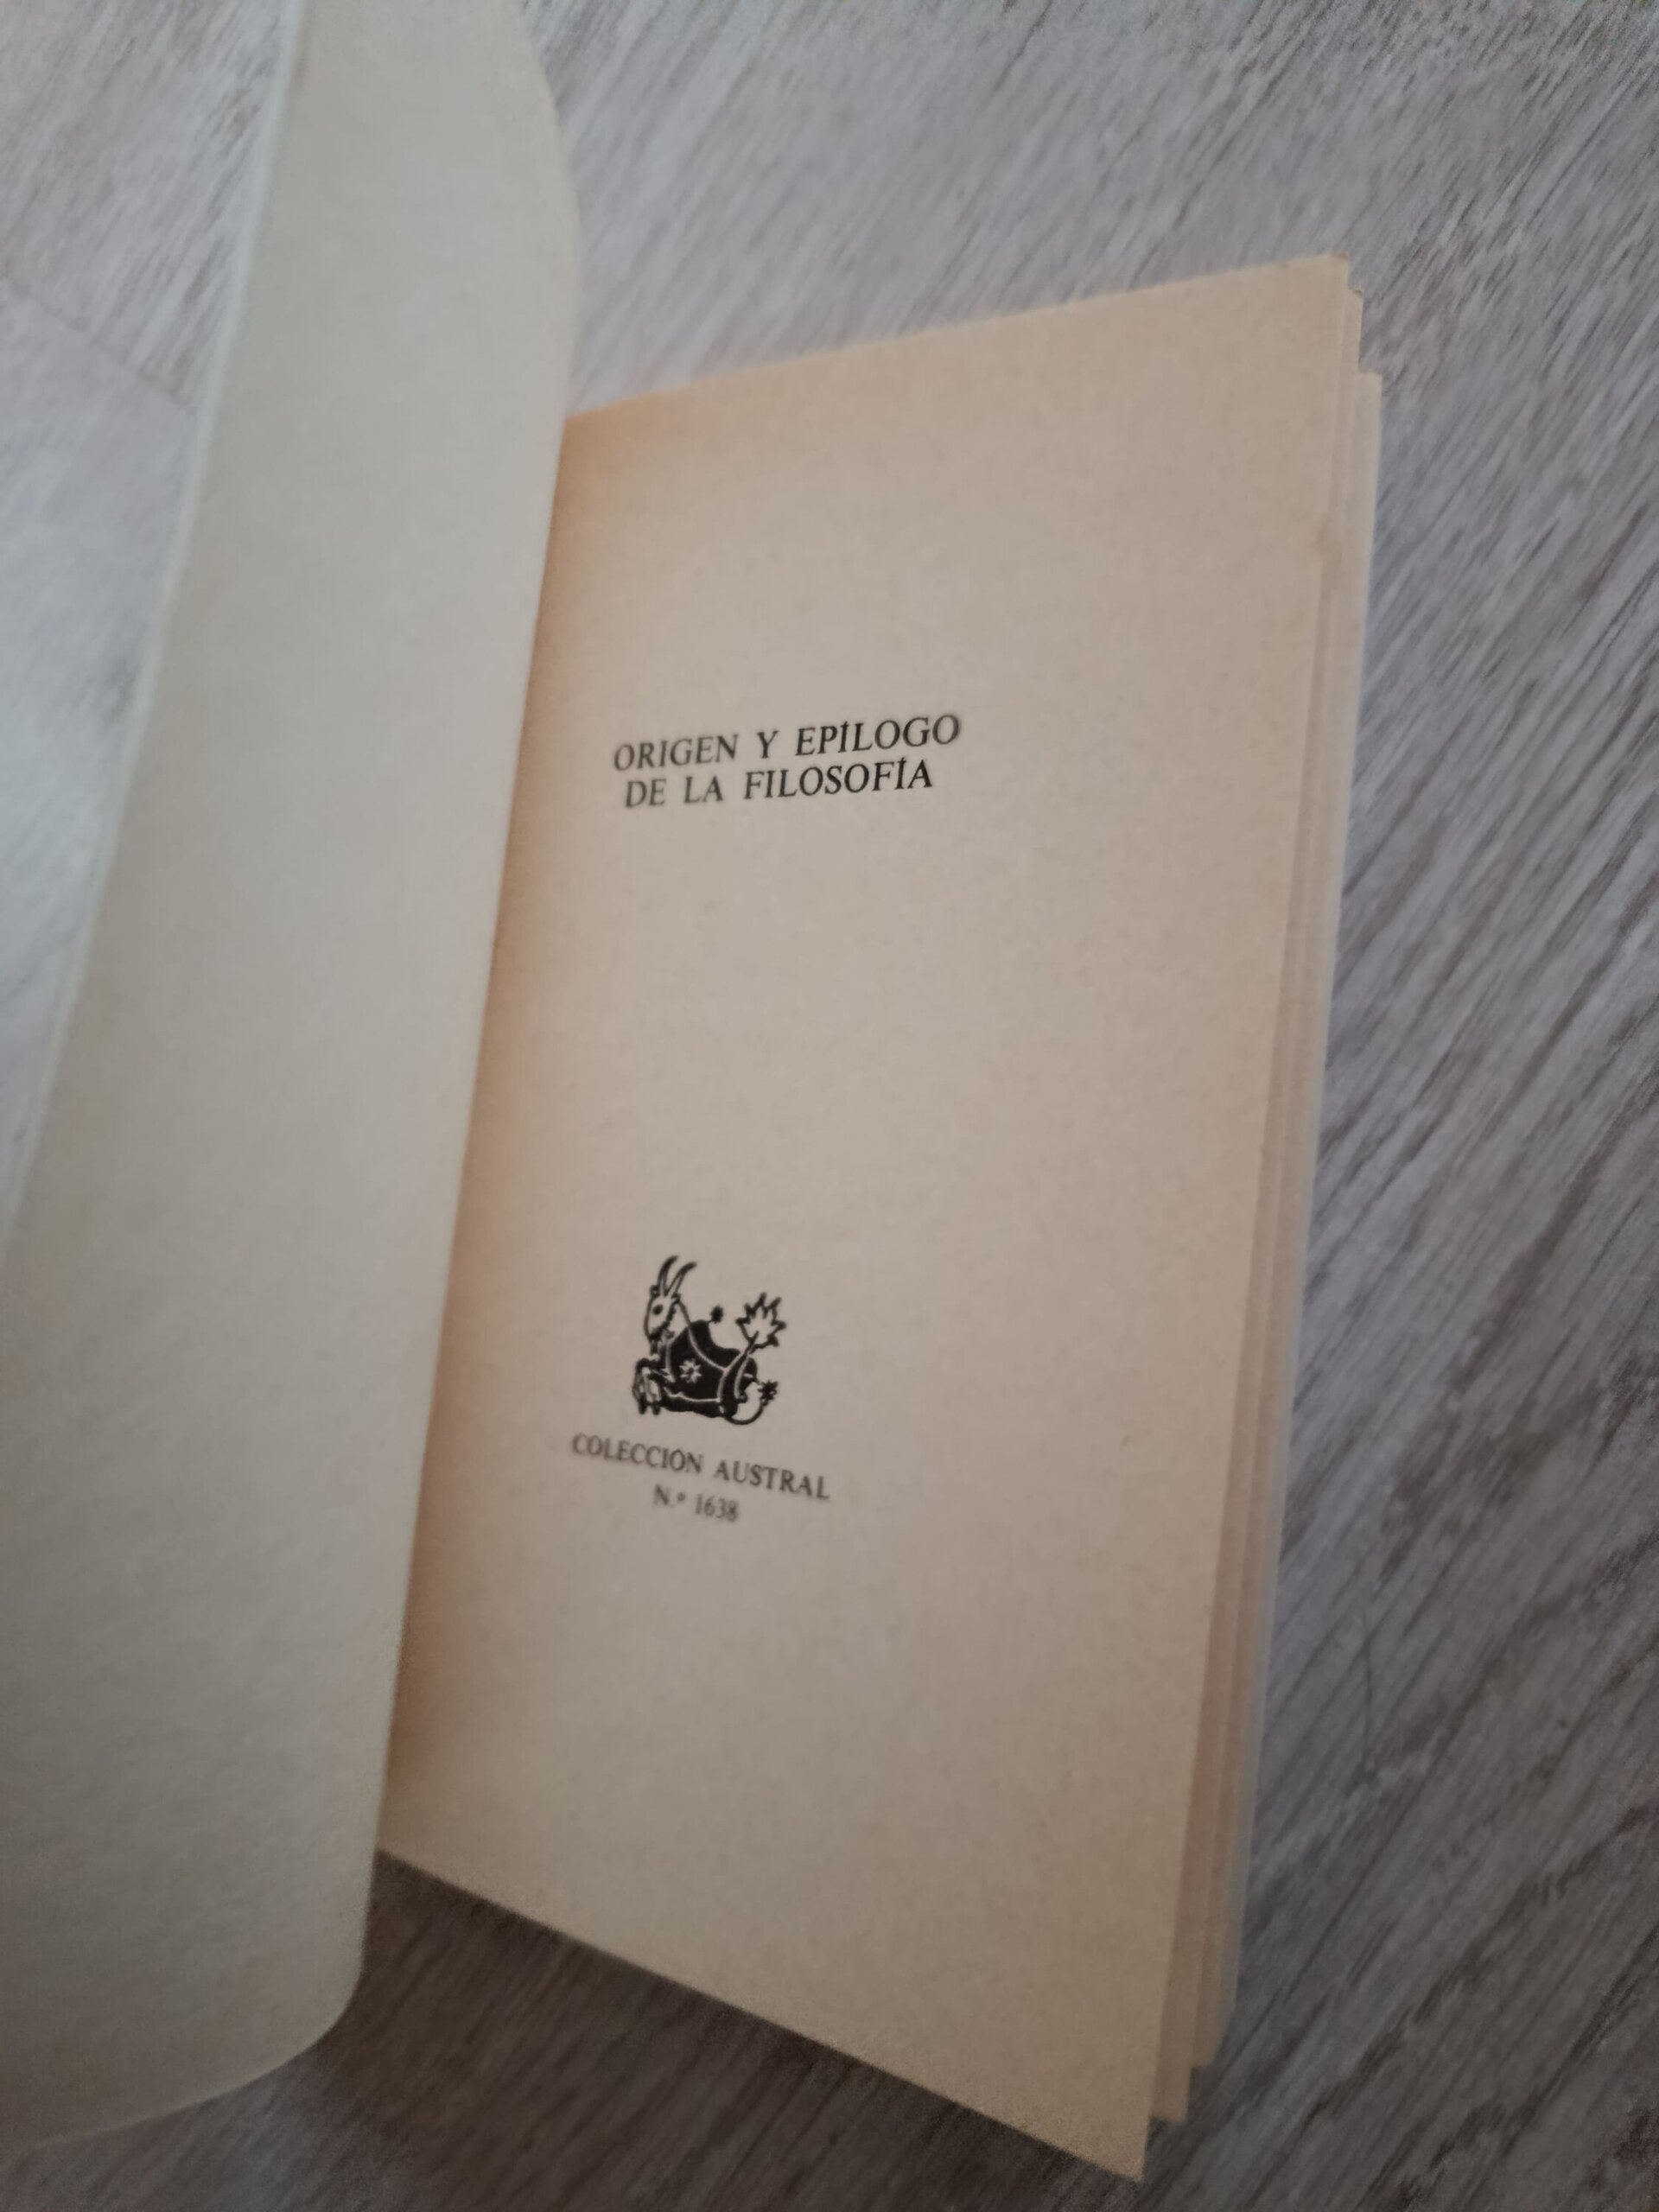 ORIGEN Y EPÍLOGO
DE LA FILOSOFÍA
COLECCIÓN AUSTRAL
N.º 1638